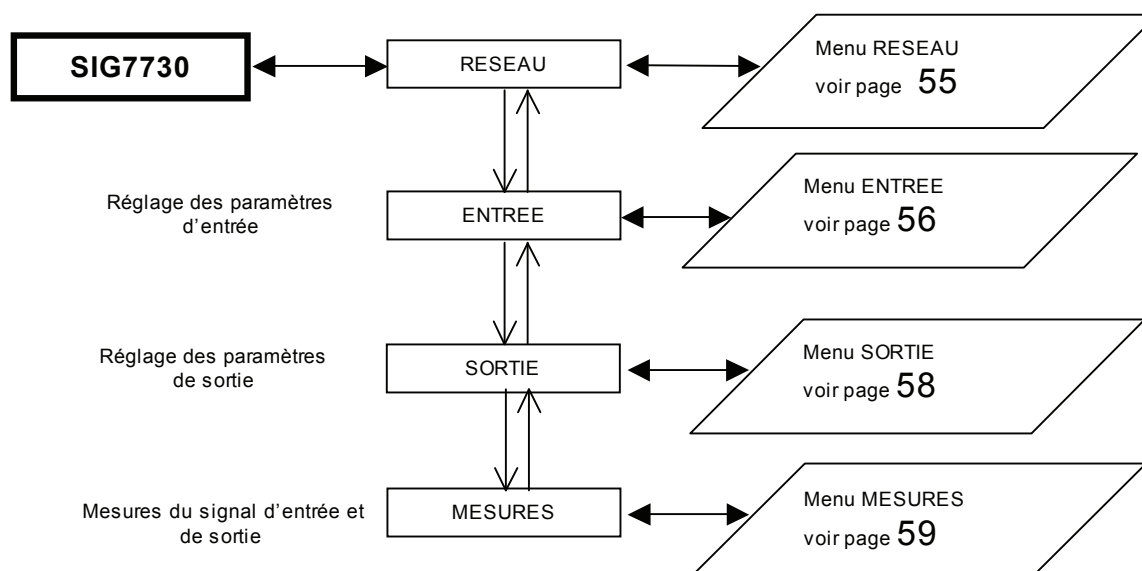 SIG7730
RESEAU
Menu RESEAU
voir page 55
Réglage des paramètres
d'entrée
ENTREE
Menu ENTREE
voir page 56
Réglage des paramètres
de sortie
SORTIE
Menu SORTIE
voir page 58
Mesures du signal d'entrée et
de sortie
MESURES
Menu MESURES
voir page 59